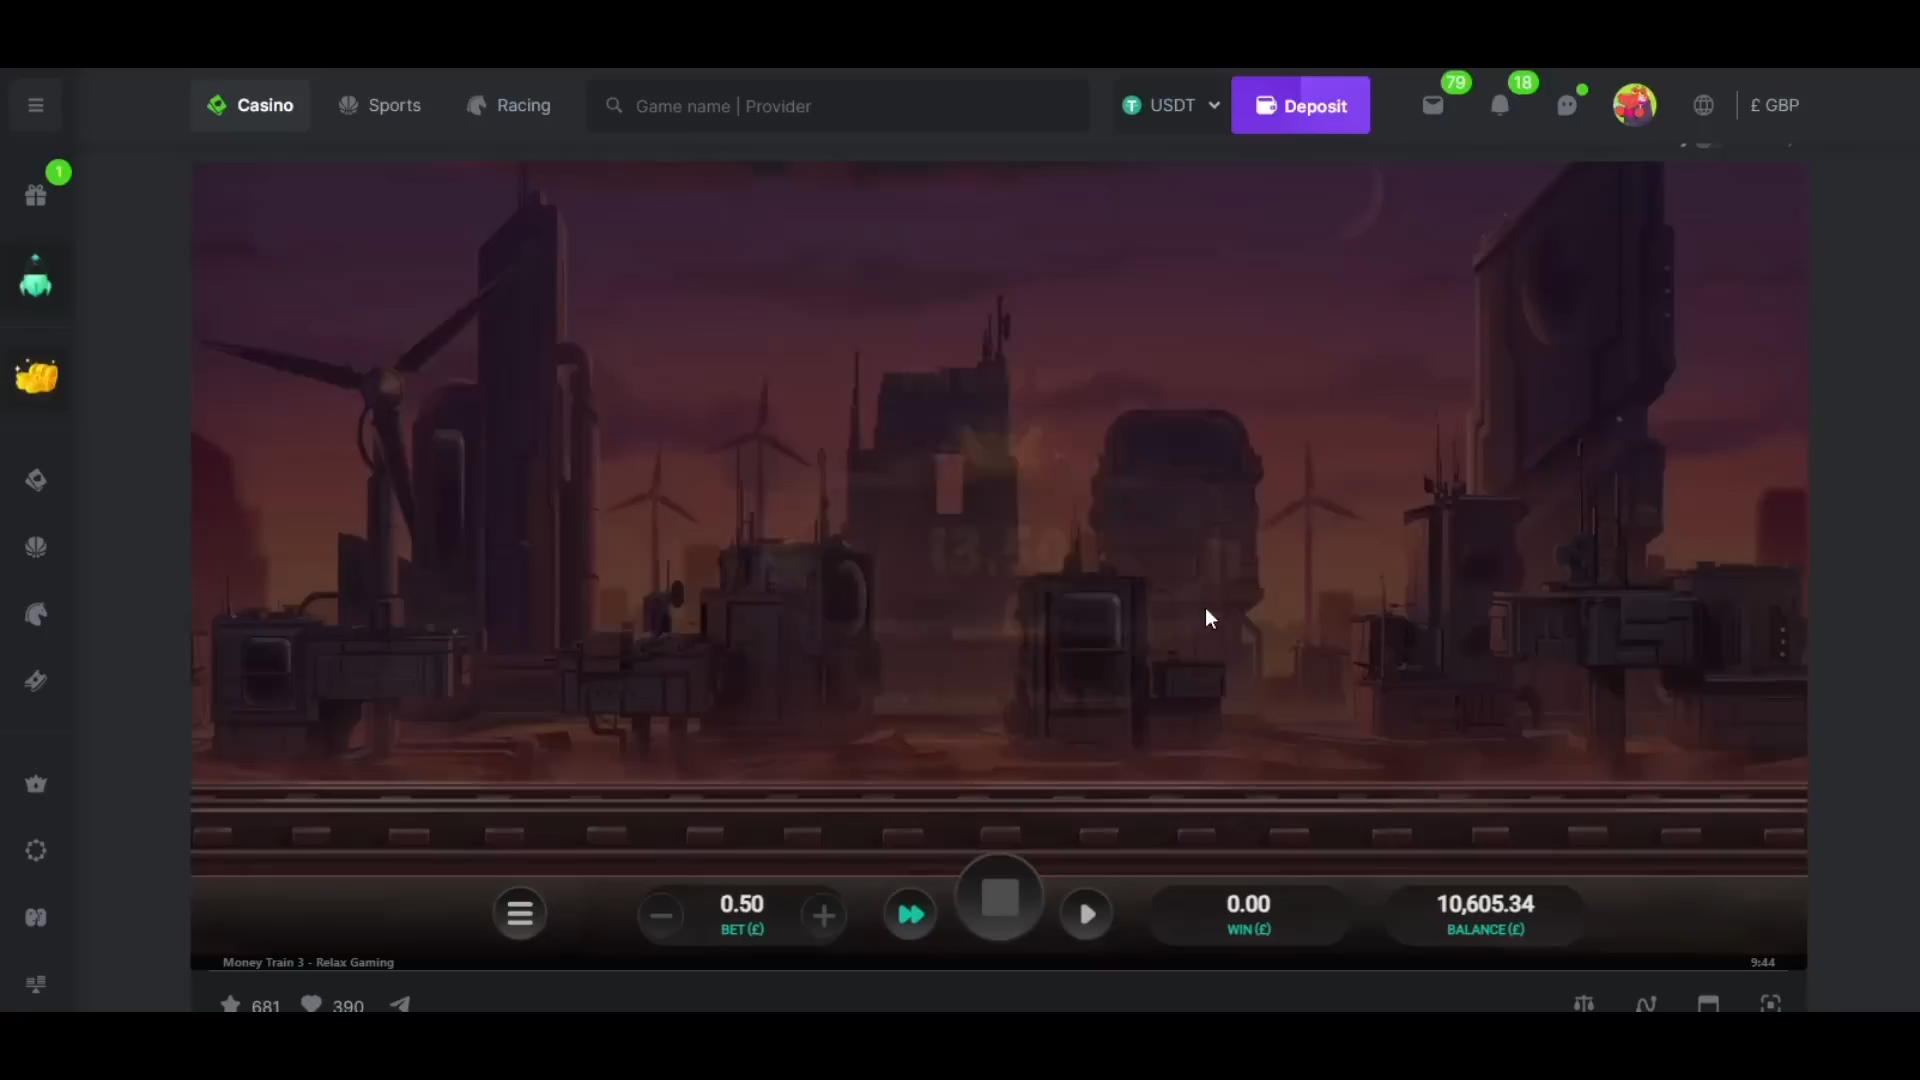 Casino
Sports
Racing
Game name | Provider
USDT
Deposit
79
18
£ GBP
1
0.50
BET (£)
0.00
WIN (£)
10,605.34
BALANCE (£)
Money Train 3 - Relax Gaming
9:44
681
390